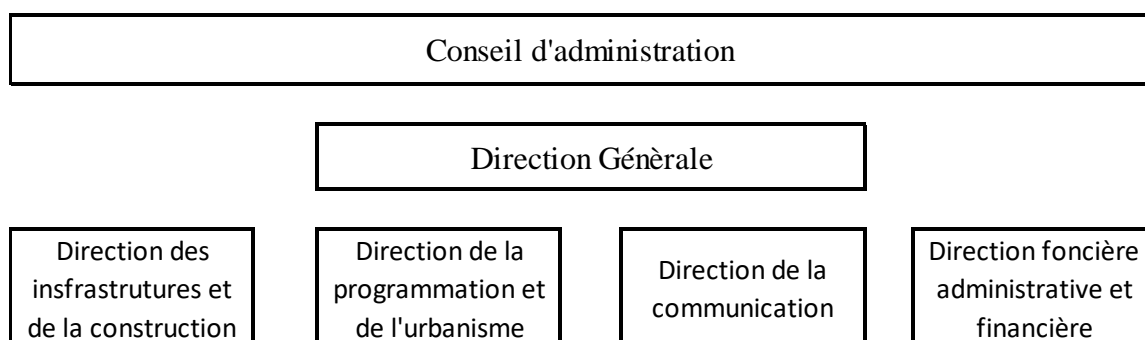 Conseil d'administration
Direction Génèrale
Direction des
insfrastrutures et
de la construction
Direction de la
programmation et
de l'urbanisme
Direction de la
communication
Direction foncière
administrative et
financière